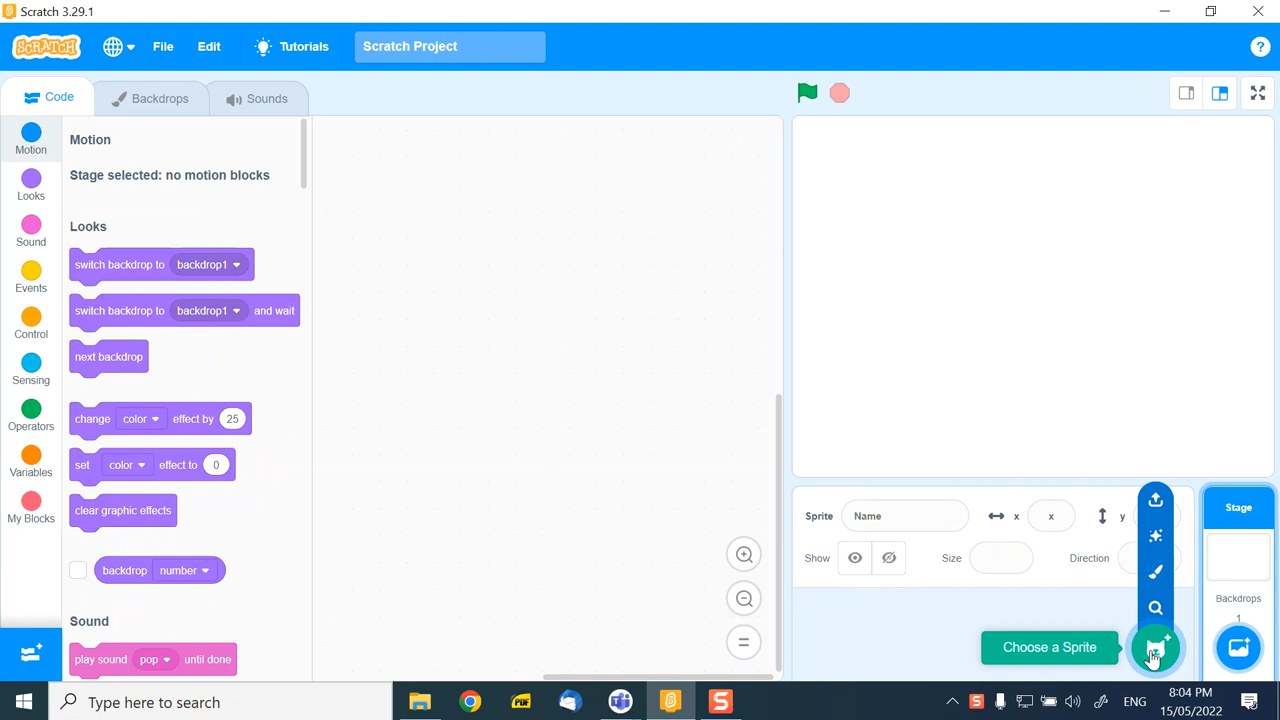 Scratch 3.29.1
SCRATCH File Edit Tutorials Scratch Project ?
Code Backdrops Sounds
Motion
Looks
Sound
Events
Control
Sensing
Operators
Variables
My Blocks
Motion
Stage selected: no motion blocks
Looks
switch backdrop to backdrop1
switch backdrop to backdrop1 and wait
next backdrop
change color effect by 25
set color effect to 0
clear graphic effects
backdrop number
Sound
play sound pop until done
Sprite Name x x y
Show Size Direction
Choose a Sprite
Stage
Backdrops
1
Type here to search
PDF
S
ENG
8:04 PM
15/05/2022